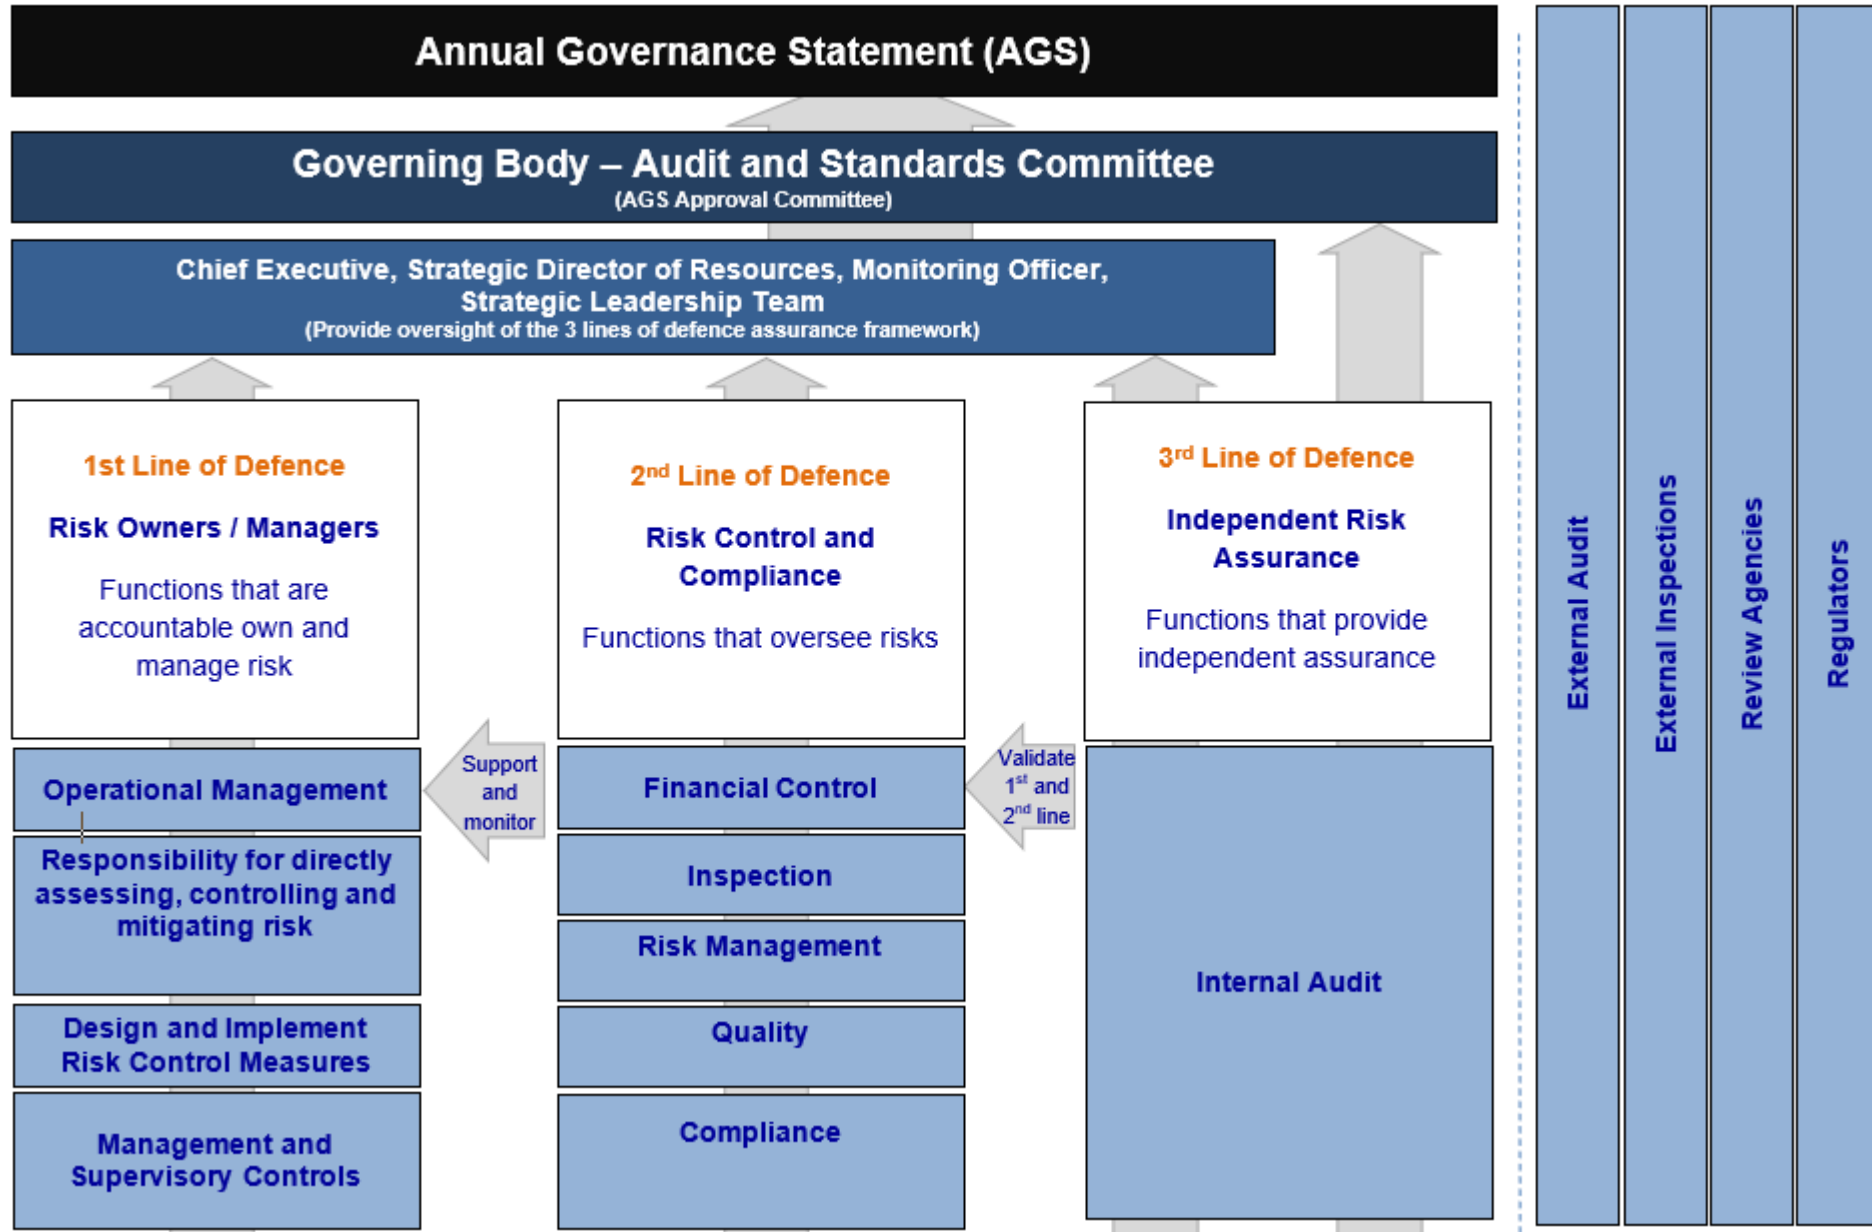 Annual Governance Statement (AGS)
Governing Body – Audit and Standards Committee
(AGS Approval Committee)
Chief Executive, Strategic Director of Resources, Monitoring Officer,
Strategic Leadership Team
(Provide oversight of the 3 lines of defence assurance framework)
1st Line of Defence
Risk Owners / Managers
Functions that are
accountable own and
manage risk
Operational Management
Responsibility for directly
assessing, controlling and
mitigating risk
Design and Implement
Risk Control Measures
Management and
Supervisory Controls
Support
and
monitor
2nd Line of Defence
Risk Control and
Compliance
Functions that oversee risks
Financial Control
Inspection
Risk Management
Quality
Compliance
Validate
1st and
2nd line
3rd Line of Defence
Independent Risk
Assurance
Functions that provide
independent assurance
Internal Audit
External Audit
External Inspections
Review Agencies
Regulators